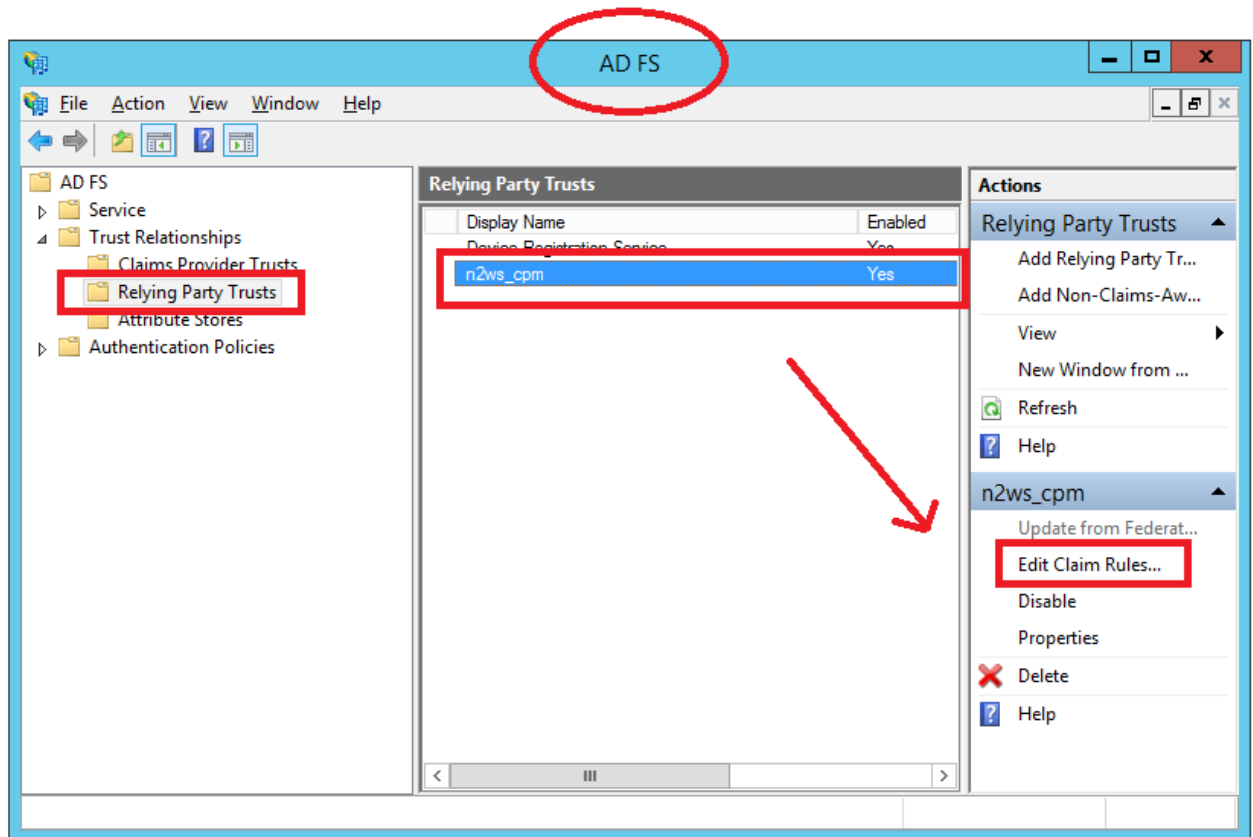 AD FS
File Action View Window Help
AD FS
Service
Trust Relationships
Claims Provider Trusts
Relying Party Trusts
Attribute Stores
Authentication Policies
Relying Party Trusts
Display Name Enabled
Device Registration Service Yes
n2ws_cpm Yes
Actions
Relying Party Trusts
Add Relying Party Tr...
Add Non-Claims-Aw...
View
New Window from ...
Refresh
Help
n2ws_cpm
Update from Federat...
Edit Claim Rules...
Disable
Properties
Delete
Help